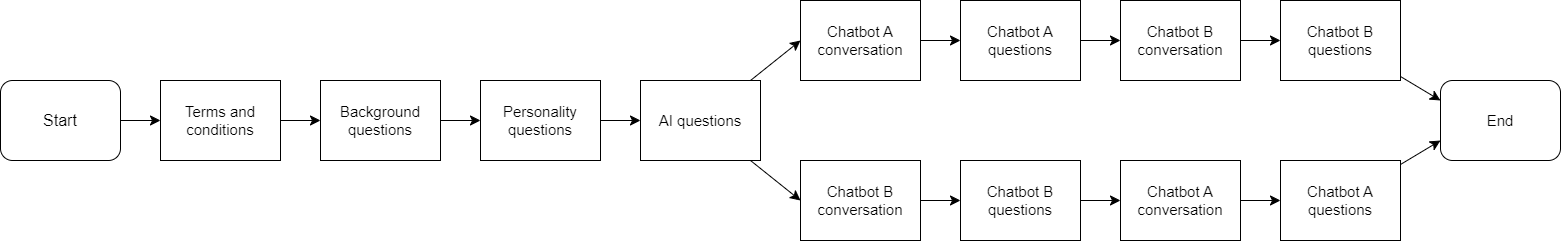 Start
Terms and
conditions
Background
questions
Personality
questions
AI questions
Chatbot A
conversation
Chatbot A
questions
Chatbot B
conversation
Chatbot B
questions
Chatbot B
conversation
Chatbot B
questions
Chatbot A
conversation
Chatbot A
questions
End